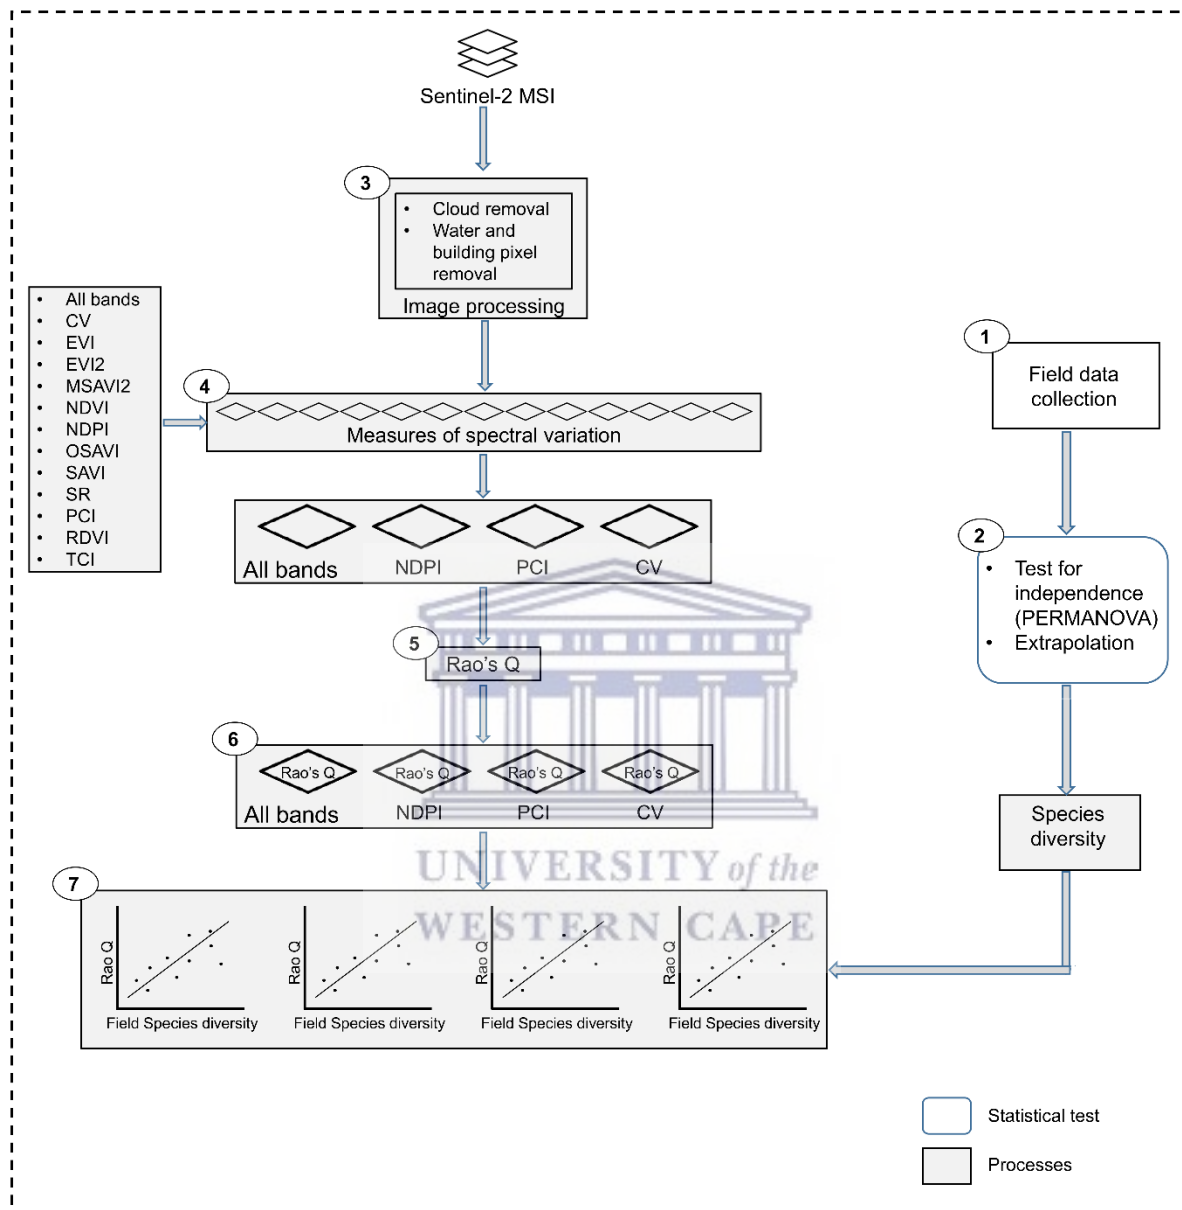 Sentinel-2 MSI
3
• Cloud removal
• Water and
building pixel
removal
Image processing
• All bands
• CV
• EVI
• EVI2
• MSAVI2
• NDVI
• NDPI
• OSAVI
• SAVI
• SR
• PCI
• RDVI
• TCI
4
Measures of spectral variation
All bands NDPI PCI CV
5
Rao's Q
6
Rao's Q Rao's Q Rao's Q Rao's Q
All bands NDPI PCI CV
1
Field data
collection
2
• Test for
independence
(PERMANOVA)
• Extrapolation
Species
diversity
UNIVERSITY of the
WESTERN CAPE
7
Rao Q Rao Q Rao Q Rao Q
Field Species diversity Field Species diversity Field Species diversity Field Species diversity
Statistical test
Processes